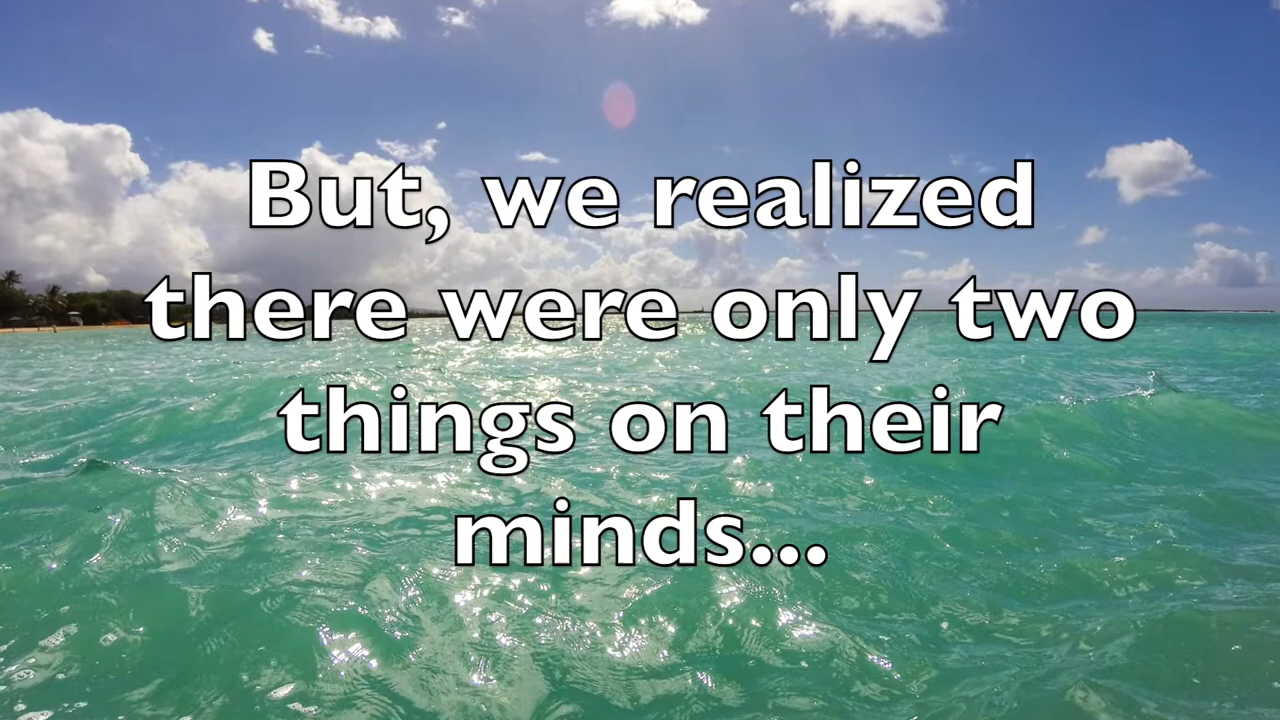 But, we realized
there were only two
things on their
minds...